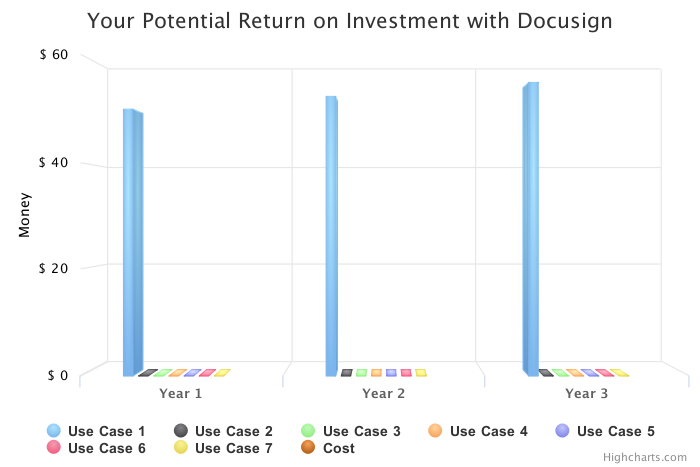 Your Potential Return on Investment with Docusign
$ 60
$ 40
Money
$ 20
$ 0
Year 1 Year 2 Year 3
Use Case 1 Use Case 2 Use Case 3 Use Case 4 Use Case 5
Use Case 6 Use Case 7 Cost
Highcharts.com